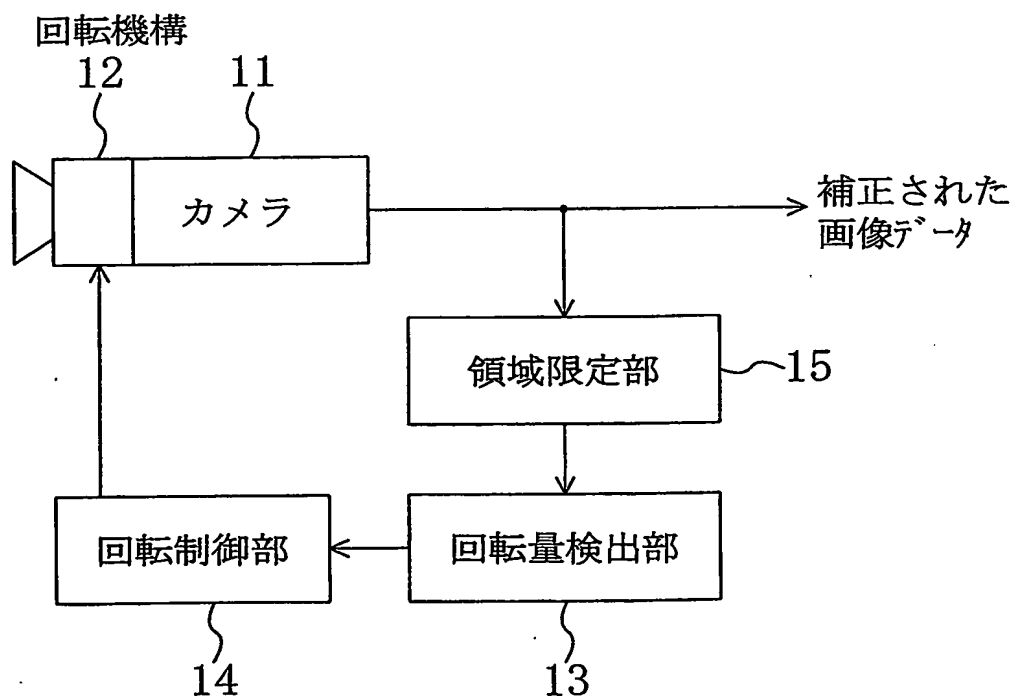 回転機構
12
11
カメラ
補正された
画像データ
領域限定部
15
回転制御部
回転量検出部
14
13